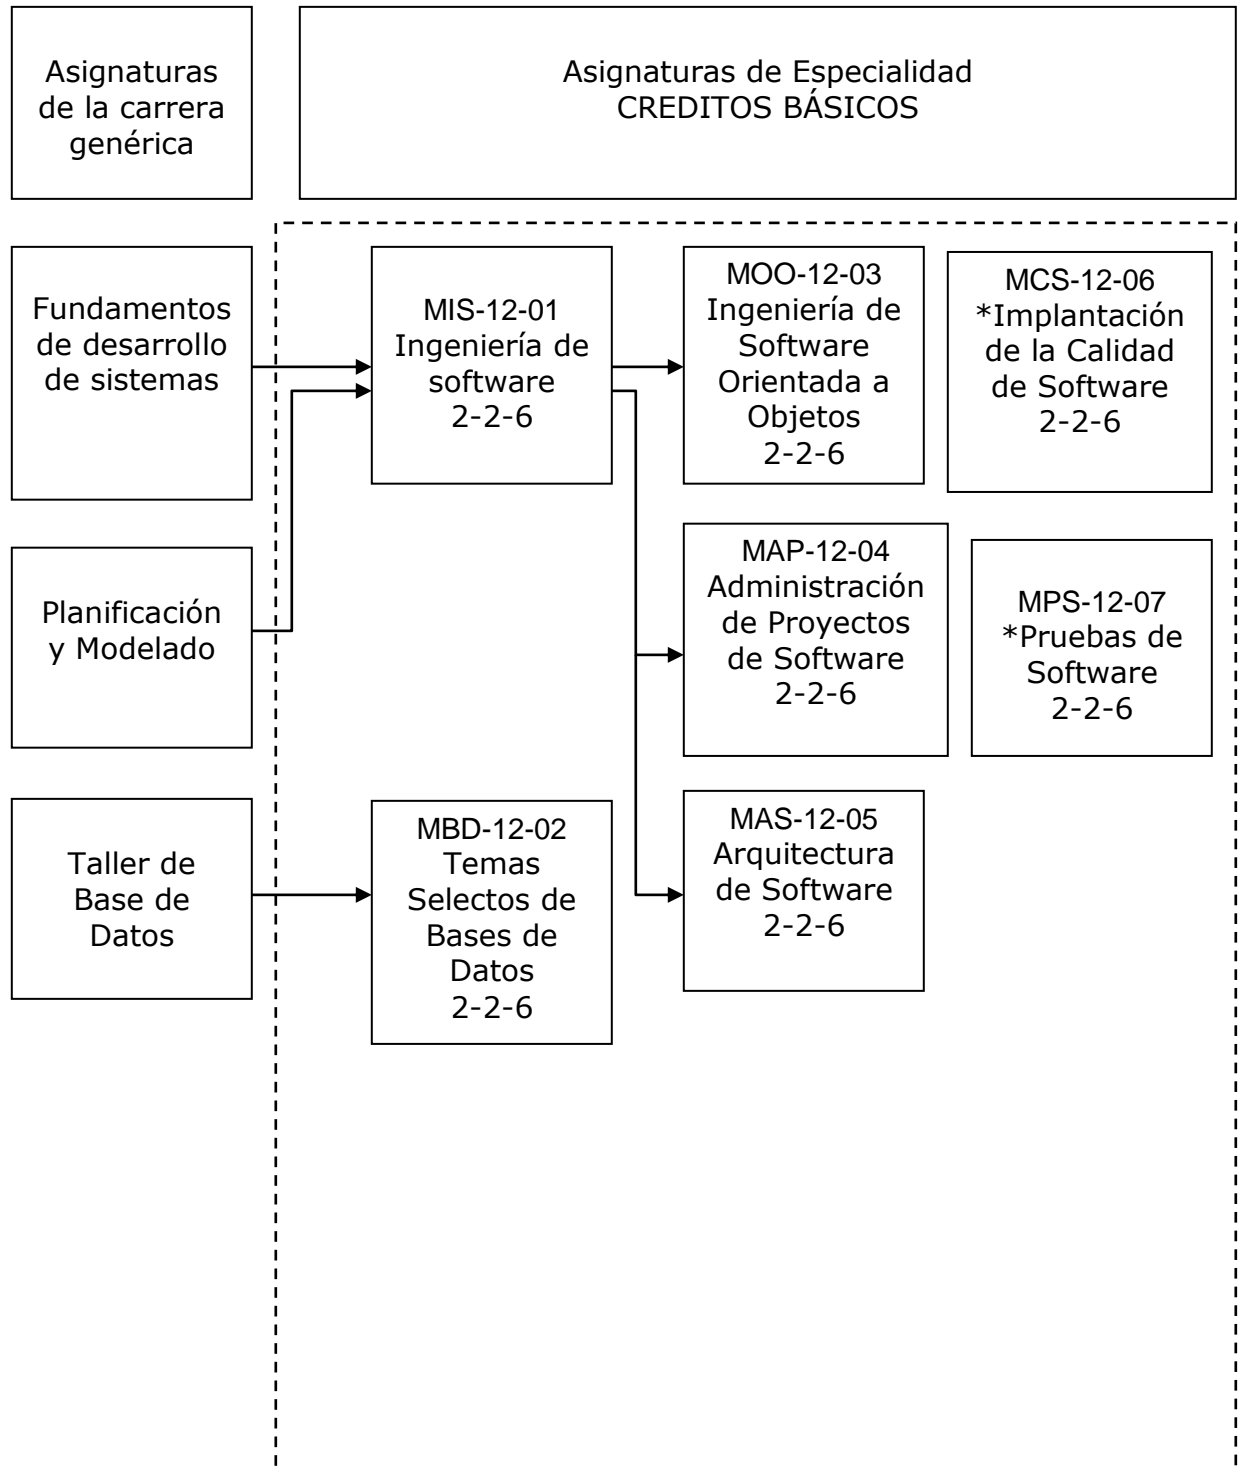 Asignaturas
de la carrera
genérica
Asignaturas de Especialidad
CREDITOS BÁSICOS
Fundamentos
de desarrollo
de sistemas
MIS-12-01
Ingeniería de
software
2-2-6
MOO-12-03
Ingeniería de
Software
Orientada a
Objetos
2-2-6
MCS-12-06
*Implantación
de la Calidad
de Software
2-2-6
Planificación
y Modelado
MAP-12-04
Administración
de Proyectos
de Software
2-2-6
MPS-12-07
*Pruebas de
Software
2-2-6
Taller de
Base de
Datos
MBD-12-02
Temas
Selectos de
Bases de
Datos
2-2-6
MAS-12-05
Arquitectura
de Software
2-2-6